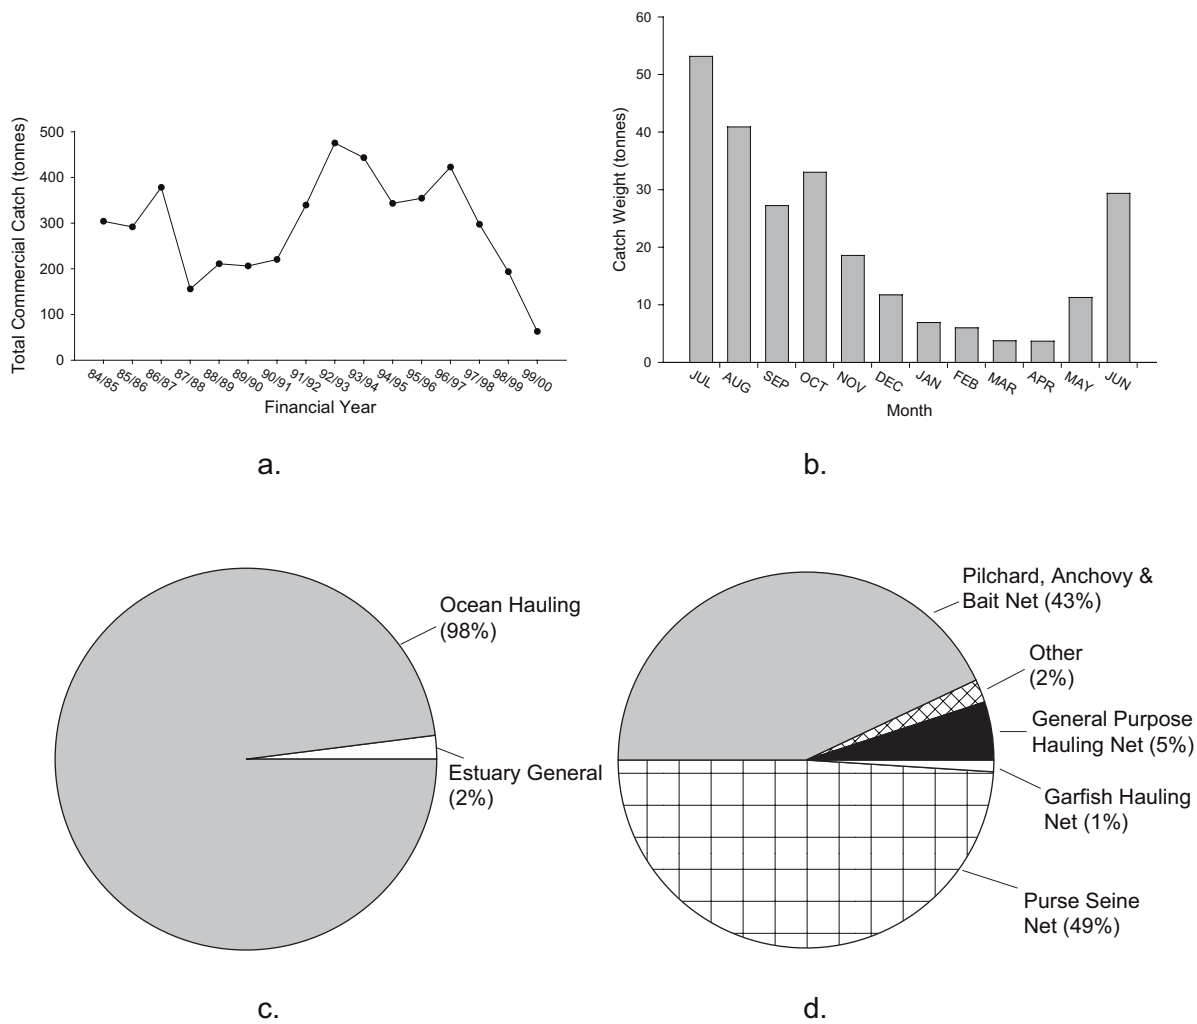 500
400
300
200
100
0
Total Commercial Catch (tonnes)
84/85
85/86
86/87
87/88
88/89
89/90
90/91
91/92
92/93
93/94
94/95
95/96
96/97
97/98
98/99
99/00
Financial Year
a.
60
50
40
30
20
10
0
Catch Weight (tonnes)
JUL
AUG
SEP
OCT
NOV
DEC
JAN
FEB
MAR
APR
MAY
JUN
Month
b.
Ocean Hauling
(98%)
Estuary General
(2%)
c.
Pilchard, Anchovy &
Bait Net (43%)
Other
(2%)
General Purpose
Hauling Net (5%)
Garfish Hauling
Net (1%)
Purse Seine
Net (49%)
d.